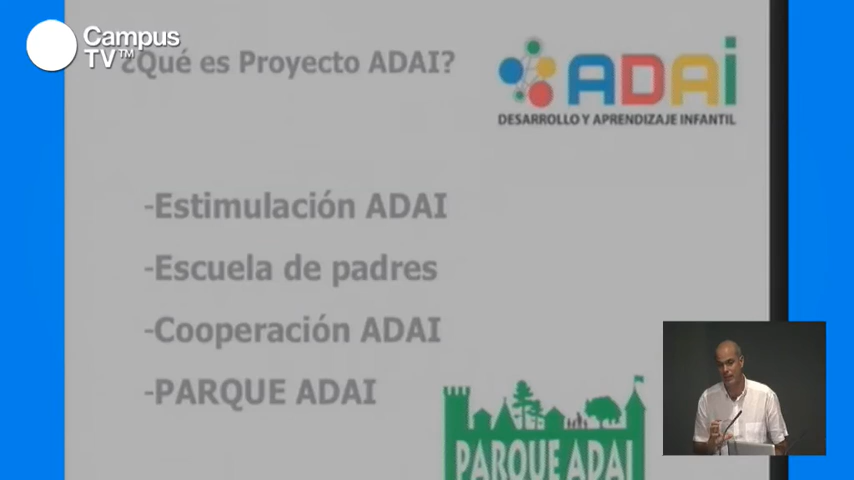 Campus
TV™
¿Qué es Proyecto ADAI?
ADAI
DESARROLLO Y APRENDIZAJE INFANTIL
-Estimulación ADAI
-Escuela de padres
-Cooperación ADAI
-PARQUE ADAI
PARQUE ADAI